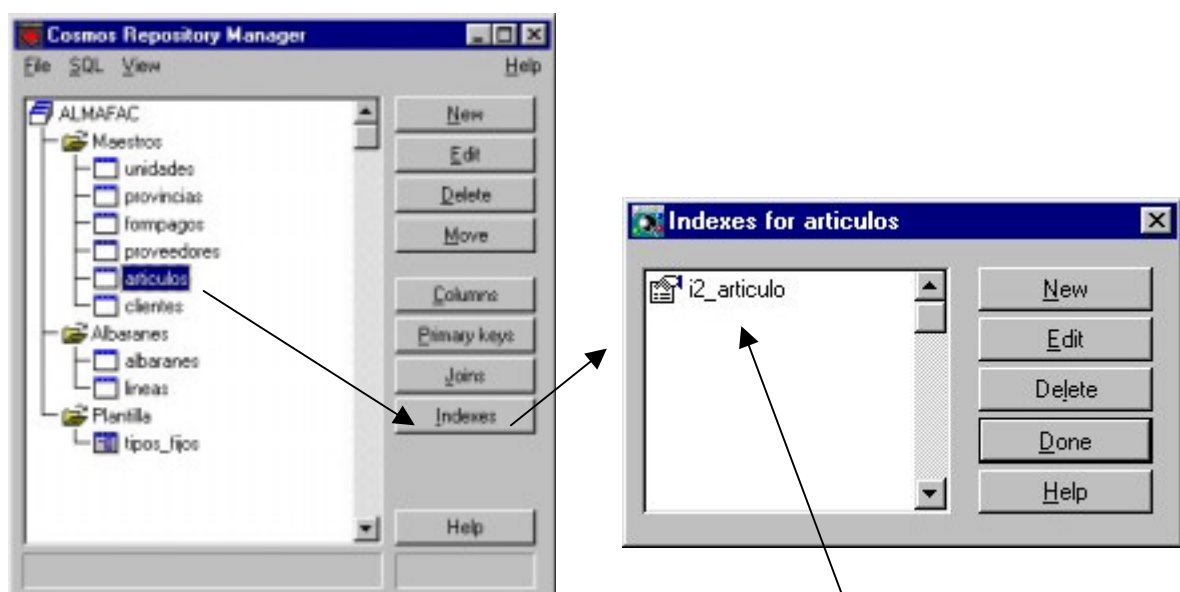 Cosmos Repository Manager
File SQL View Help
ALMAFAC
Maestros
unidades
provincias
formpagos
proveedores
articulos
clientes
Albaranes
albaranes
lineas
Plantilla
tipos_fijos
New
Edit
Delete
Move
Columns
Primary keys
Joins
Indexes
Help
Indexes for articulos
i2_articulo
New
Edit
Delete
Done
Help